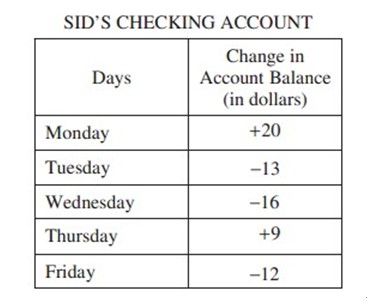 SID'S CHECKING ACCOUNT
Days
Change in
Account Balance
(in dollars)
Monday +20
Tuesday –13
Wednesday –16
Thursday +9
Friday –12